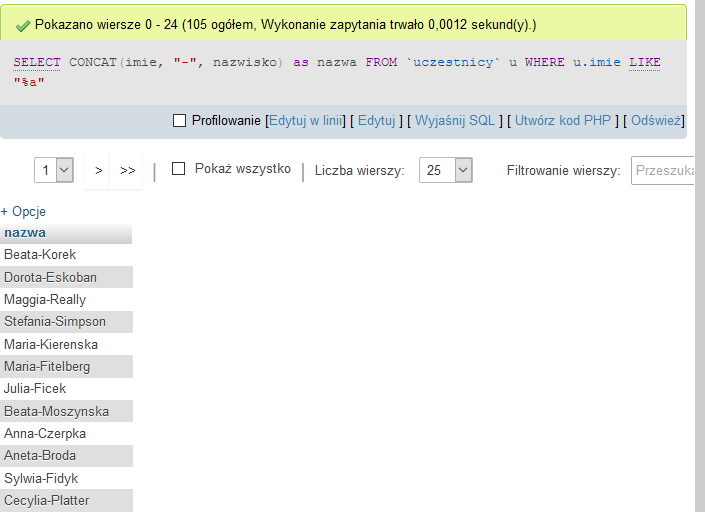 Pokazano wiersze 0 - 24 (105 ogółem, Wykonanie zapytania trwało 0,0012 sekund(y).)
SELECT CONCAT(imie, "-", nazwisko) as nazwa FROM `uczestnicy` u WHERE u.imie LIKE
"%a"
Profilowanie [Edytuj w linii] [ Edytuj ] [ Wyjaśnij SQL ] [ Utwórz kod PHP ] [ Odśwież]
1 > >> | Pokaż wszystko | Liczba wierszy: 25 Filtrowanie wierszy: Przeszuka
+ Opcje
nazwa
Beata-Korek
Dorota-Eskoban
Maggia-Really
Stefania-Simpson
Maria-Kierenska
Maria-Fitelberg
Julia-Ficek
Beata-Moszynska
Anna-Czerpka
Aneta-Broda
Sylwia-Fidyk
Cecylia-Platter